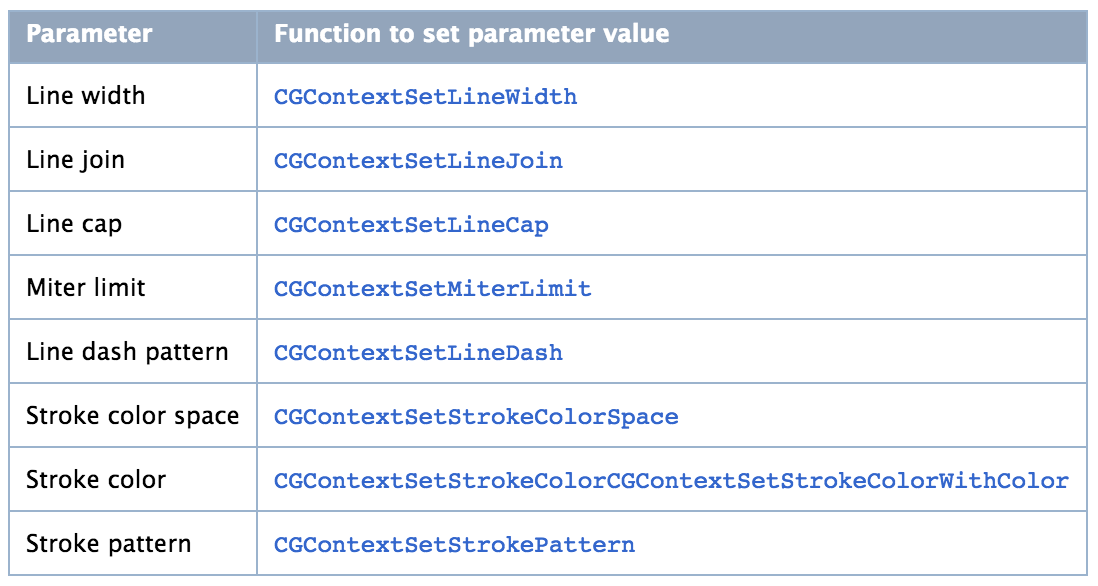 Parameter Function to set parameter value
Line width CGContextSetLineWidth
Line join CGContextSetLineJoin
Line cap CGContextSetLineCap
Miter limit CGContextSetMiterLimit
Line dash pattern CGContextSetLineDash
Stroke color space CGContextSetStrokeColorSpace
Stroke color CGContextSetStrokeColorCGContextSetStrokeColorWithColor
Stroke pattern CGContextSetStrokePattern